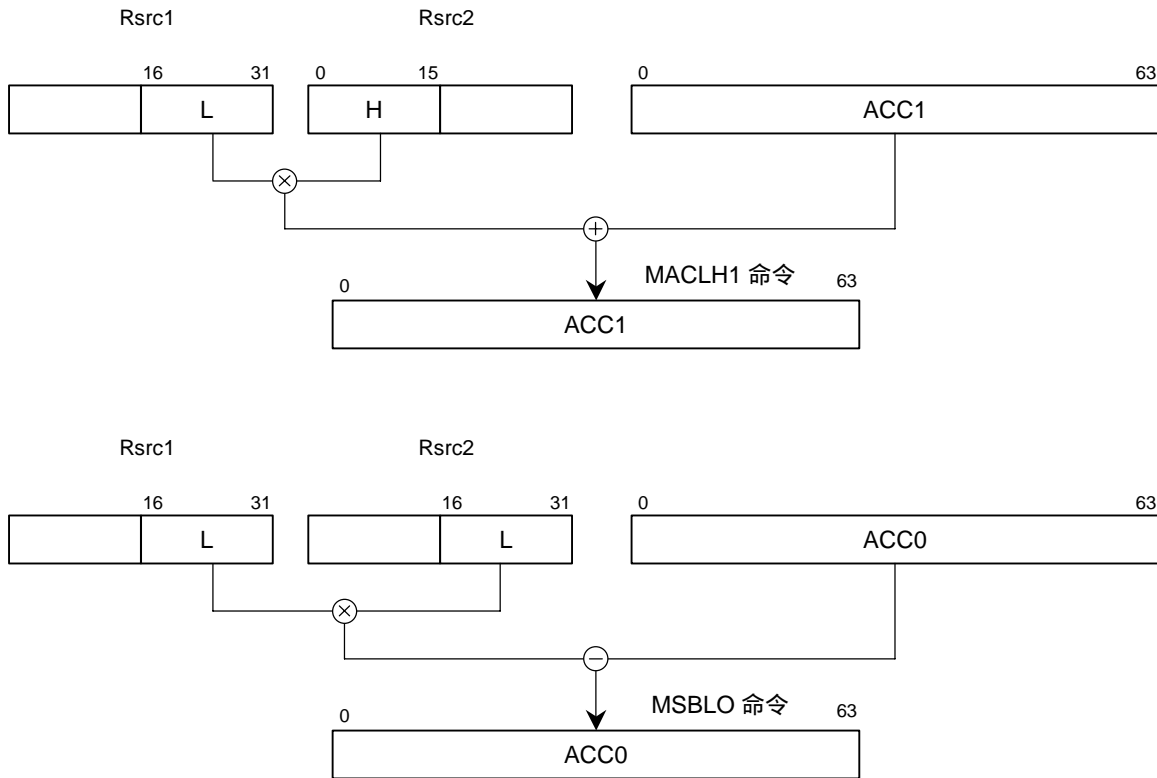 Rsrc1 Rsrc2
16 31 0 15 0 63
L H ACC1
×
+
MACLH1 命令
0 63
ACC1
Rsrc1 Rsrc2
16 31 16 31 0 63
L L ACC0
×
−
MSBLO 命令
0 63
ACC0